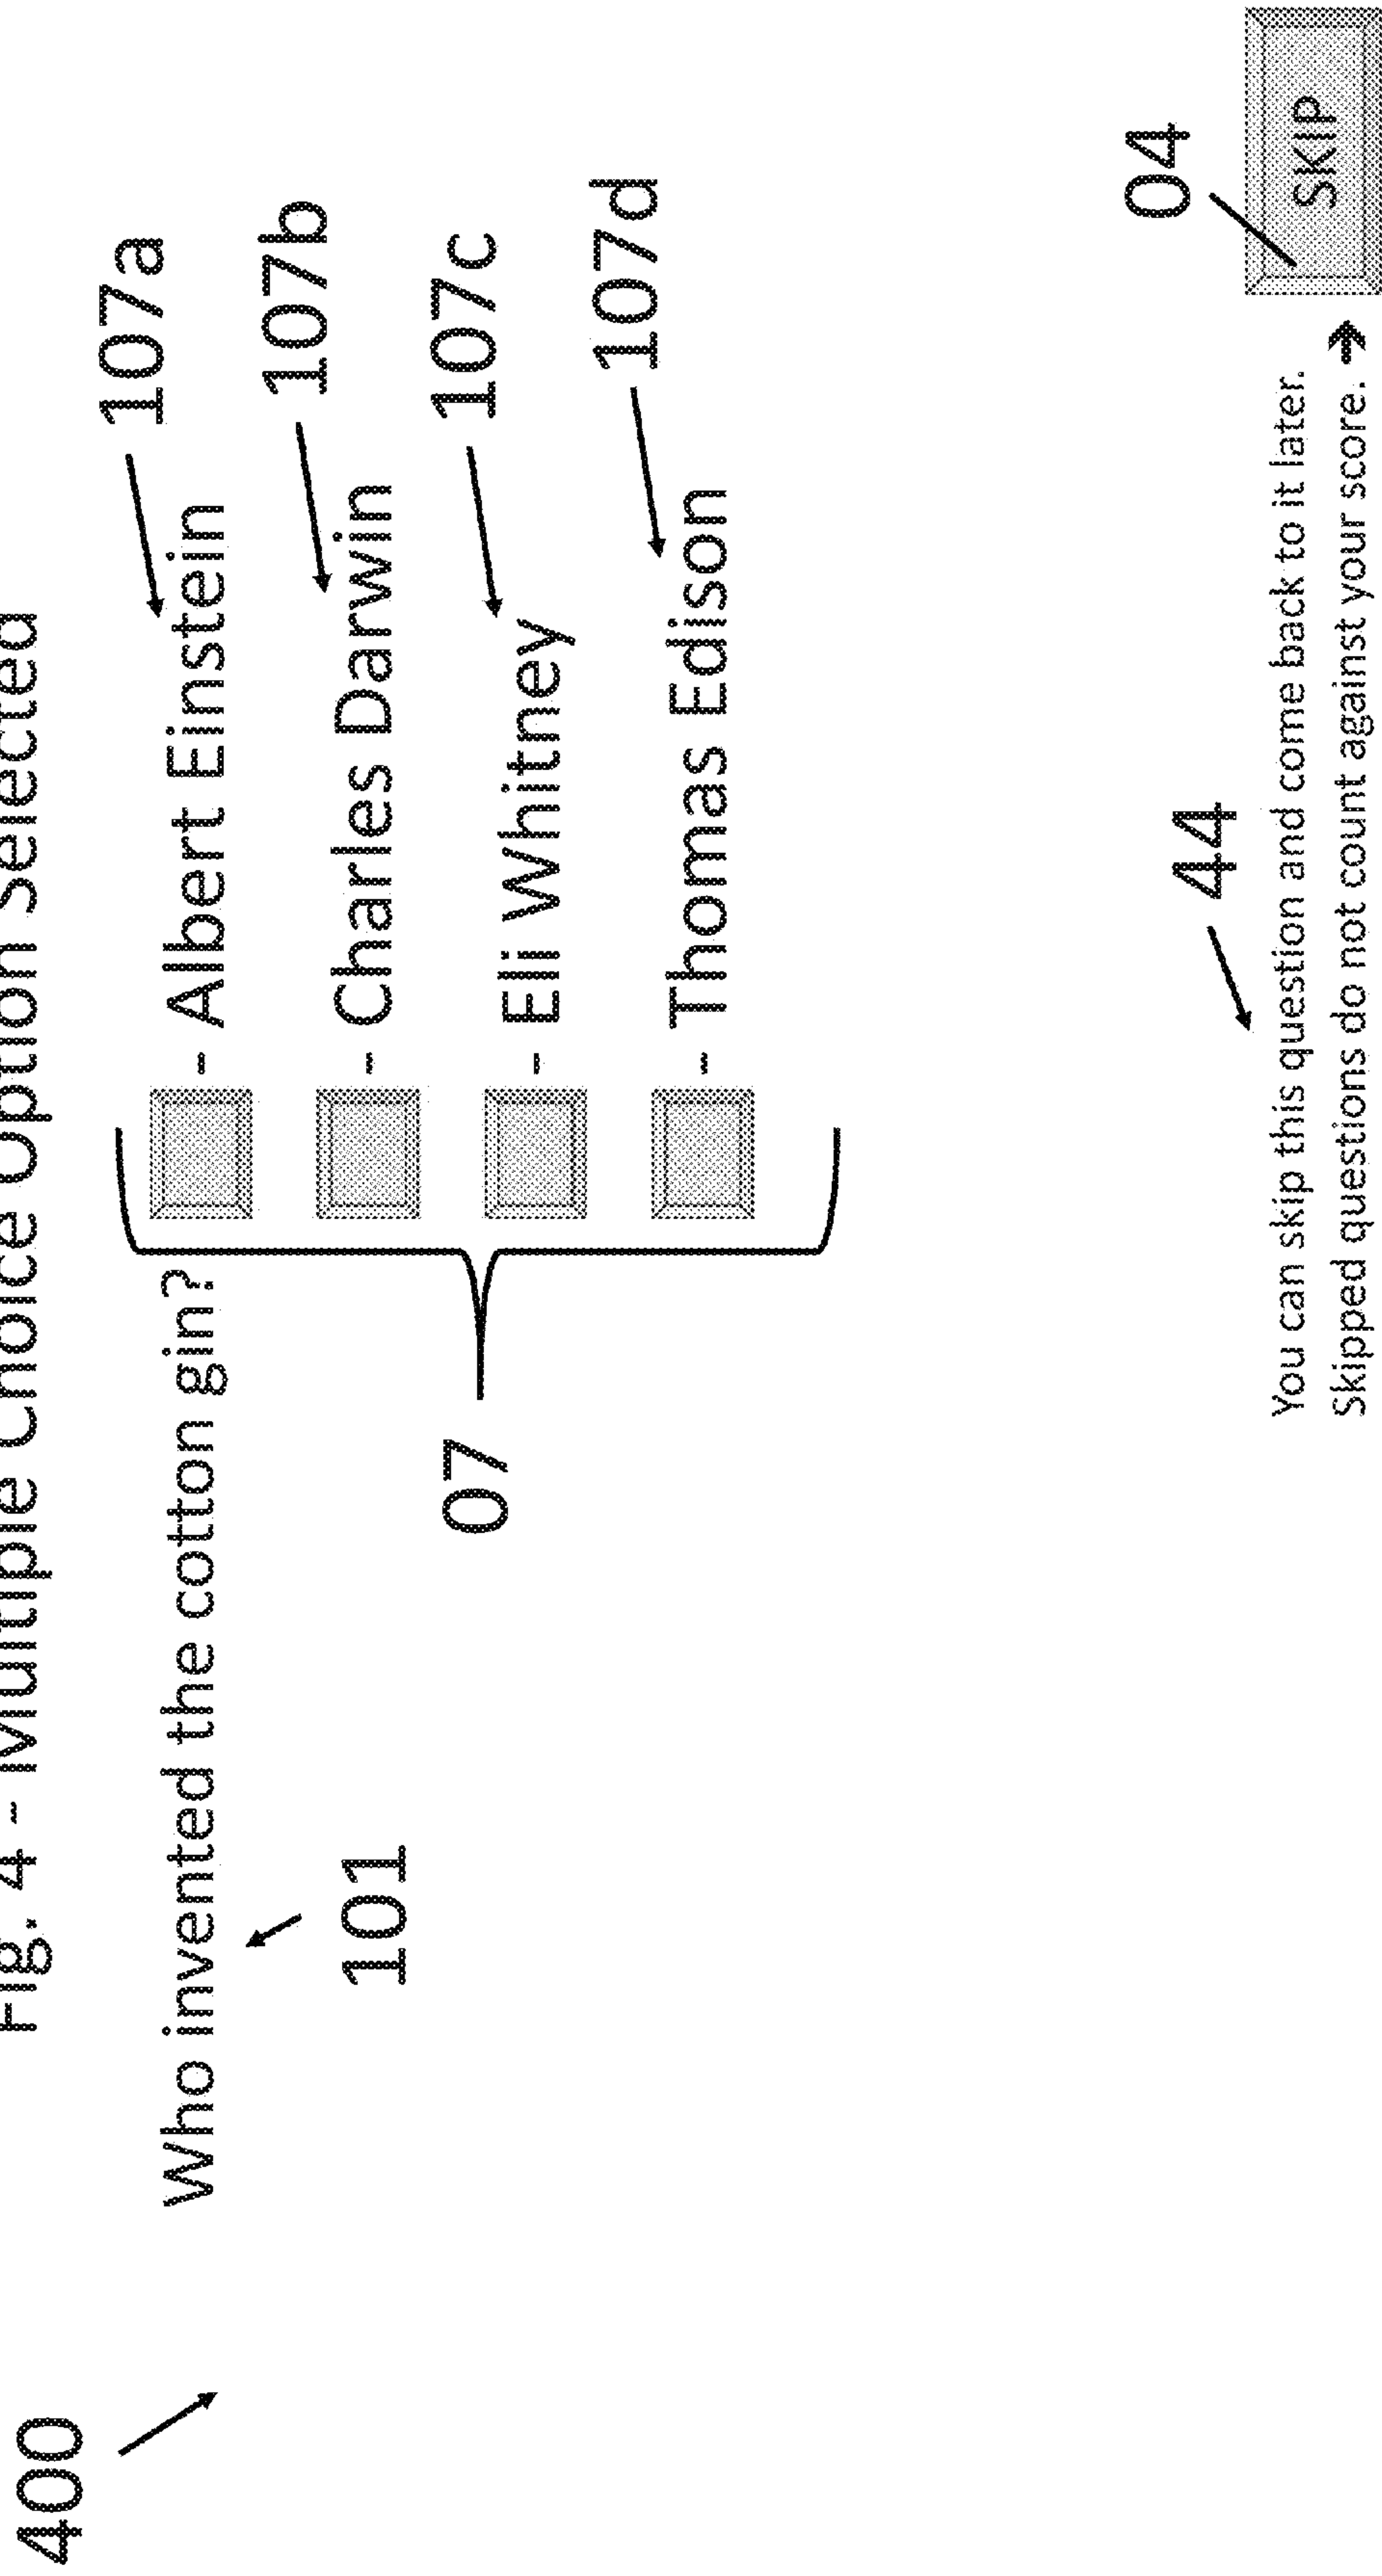 Fig. 4 - Multiple Choice Option Selected
400
Who invented the cotton gin?
101
07
- Albert Einstein
107a
- Charles Darwin
107b
- Eli Whitney
107c
- Thomas Edison
107d
44
You can skip this question and come back to it later.
Skipped questions do not count against your score. →
04
SKIP